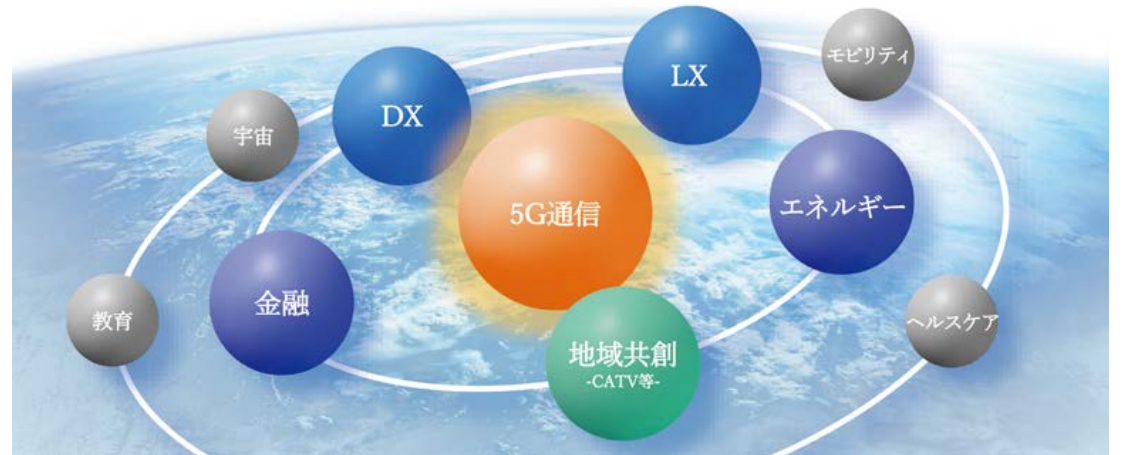 LX
モビリティ
DX
宇宙
エネルギー
5G通信
金融
教育
ヘルスケア
地域共創
-CATV等-